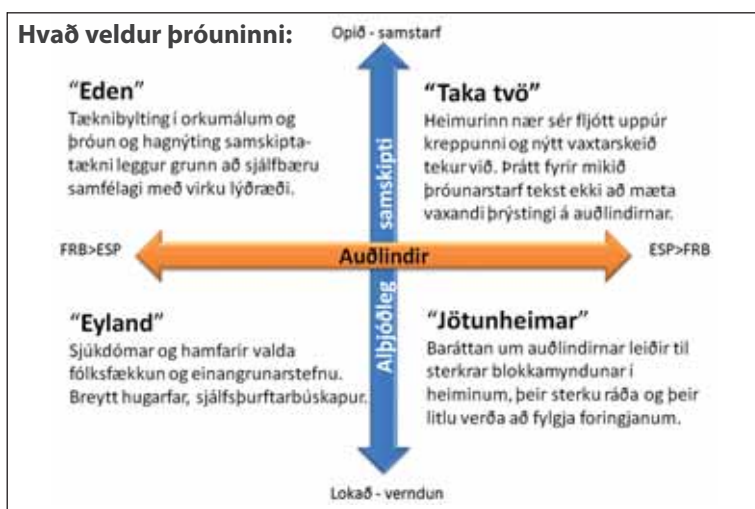 Hvað veldur þróuninni:
Opið - samstarf
“Eden”
Tæknibylting í orkumálum og
þróun og hagnýting samskipta-
tækni leggur grunn að sjálfbæru
samfélagi með virku lýðræði.
“Taka tvö”
Heimurinn nær sér fljótt uppúr
kreppunni og nýtt vaxtarskeið
tekur við. Þrátt fyrir mikið
þróunarstarf tekst ekki að mæta
vaxandi þrýstingi á auðlindirnar.
FRB>ESP
Auðlindir
ESP>FRB
Alþjóðleg samskipti
“Eyland”
Sjúkdómar og hamfarir valda
fólksfækkun og einangrunarstefnu.
Breytt hugarfar, sjálfsþurftarbúskapur.
“Jötunheimar”
Baráttan um auðlindirnar leiðir til
sterkrar blokkamyndunar í
heiminum, þeir sterku ráða og þeir
litlu verða að fylgja foringjanum.
Lokað - verndun